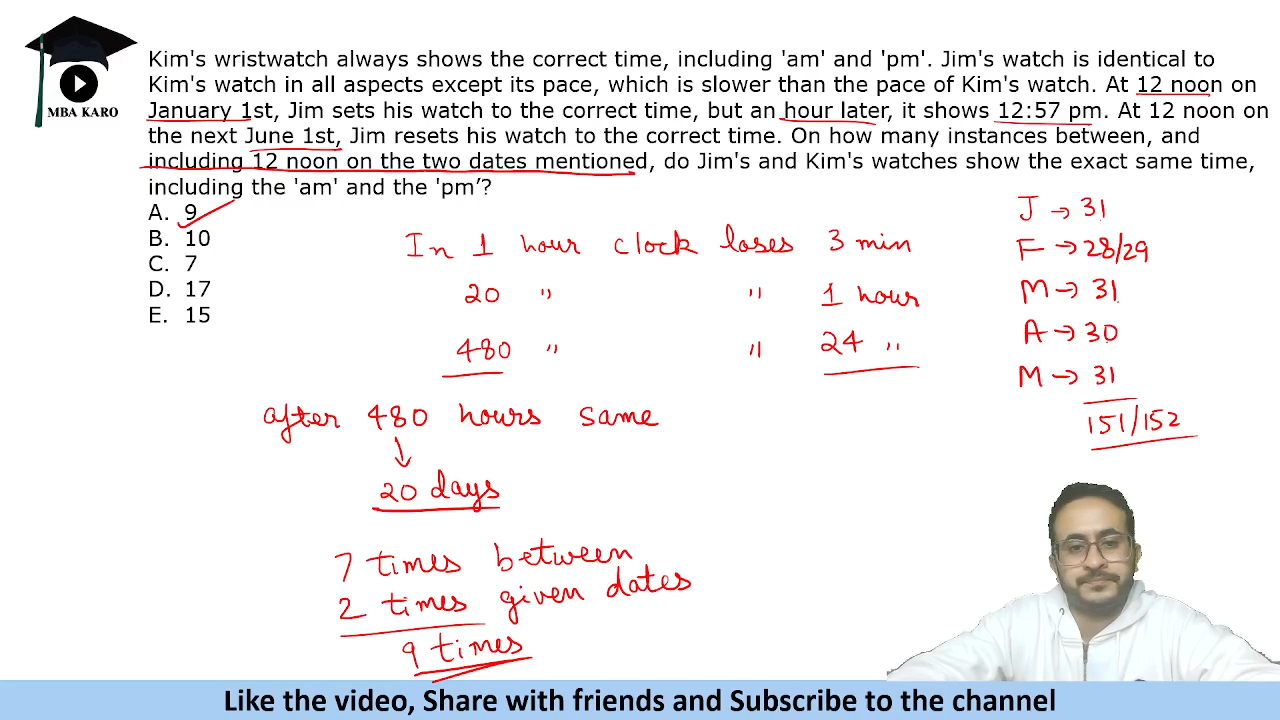 MBA KARO
Kim's wristwatch always shows the correct time, including 'am' and 'pm'. Jim's watch is identical to
Kim's watch in all aspects except its pace, which is slower than the pace of Kim's watch. At 12 noon on
January 1st, Jim sets his watch to the correct time, but an hour later, it shows 12:57 pm. At 12 noon on
the next June 1st, Jim resets his watch to the correct time. On how many instances between, and
including 12 noon on the two dates mentioned, do Jim's and Kim's watches show the exact same time,
including the 'am' and the 'pm’?
A. 9
B. 10
C. 7
D. 17
E. 15
In 1 hour clock loses 3 min
20 " " 1 hour
480 " " 24 "
after 480 hours same
20 days
7 times between
2 times given dates
9 times
J → 31
F → 28/29
M → 31
A → 30
M → 31
151/152
Like the video, Share with friends and Subscribe to the channel